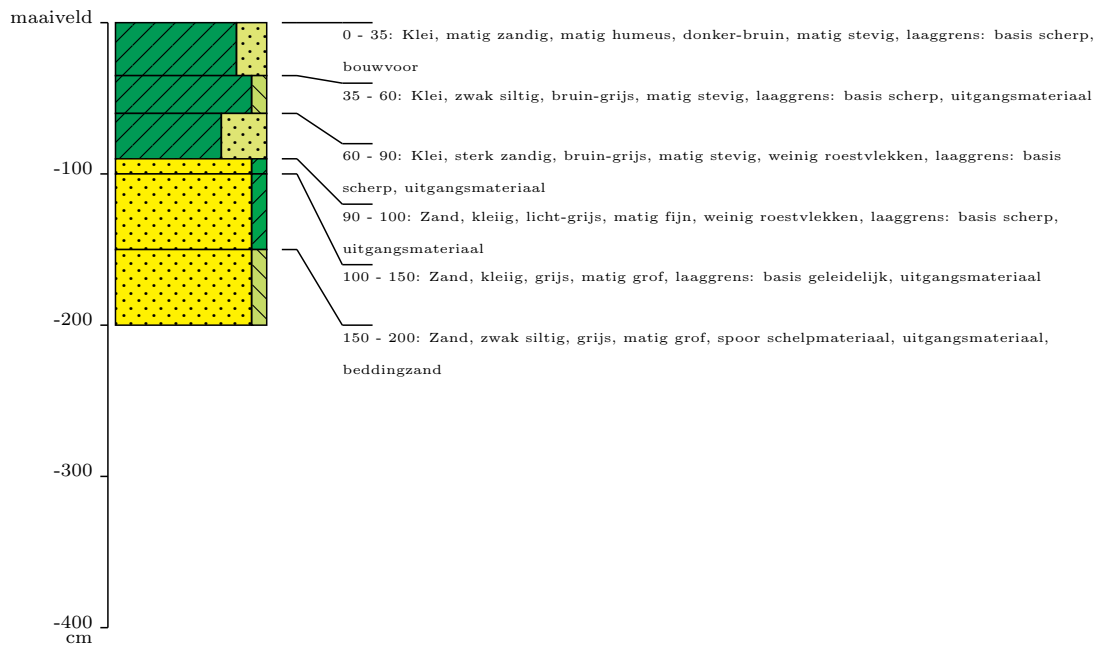 maaiveld
0 - 35: Klei, matig zandig, matig humeus, donker-bruin, matig stevig, laaggrens: basis scherp,
bouwvoor
35 - 60: Klei, zwak siltig, bruin-grijs, matig stevig, laaggrens: basis scherp, uitgangsmateriaal
60 - 90: Klei, sterk zandig, bruin-grijs, matig stevig, weinig roestvlekken, laaggrens: basis
-100
scherp, uitgangsmateriaal
90 - 100: Zand, kleiig, licht-grijs, matig fijn, weinig roestvlekken, laaggrens: basis scherp,
uitgangsmateriaal
100 - 150: Zand, kleiig, grijs, matig grof, laaggrens: basis geleidelijk, uitgangsmateriaal
-200
150 - 200: Zand, zwak siltig, grijs, matig grof, spoor schelpmateriaal, uitgangsmateriaal,
beddingzand
-300
-400
cm